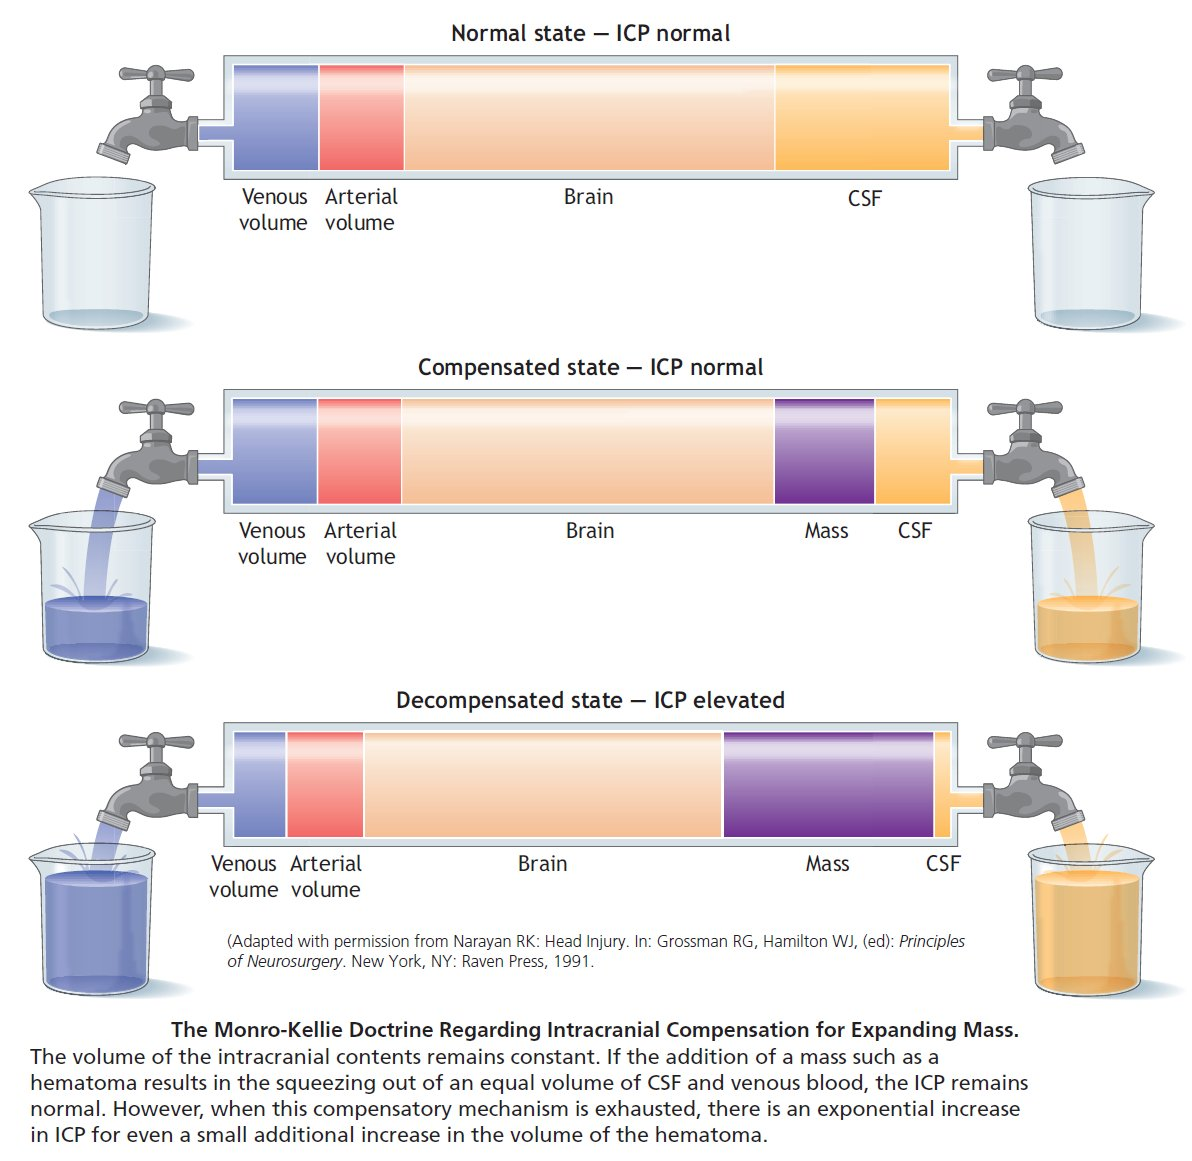 Normal state — ICP normal
Venous volume
Arterial volume
Brain
CSF
Compensated state — ICP normal
Venous volume
Arterial volume
Brain
Mass
CSF
Decompensated state — ICP elevated
Venous volume
Arterial volume
Brain
Mass
CSF
(Adapted with permission from Narayan RK: Head Injury. In: Grossman RG, Hamilton WJ, (ed): Principles
of Neurosurgery. New York, NY: Raven Press, 1991.
The Monro-Kellie Doctrine Regarding Intracranial Compensation for Expanding Mass.
The volume of the intracranial contents remains constant. If the addition of a mass such as a
hematoma results in the squeezing out of an equal volume of CSF and venous blood, the ICP remains
normal. However, when this compensatory mechanism is exhausted, there is an exponential increase
in ICP for even a small additional increase in the volume of the hematoma.